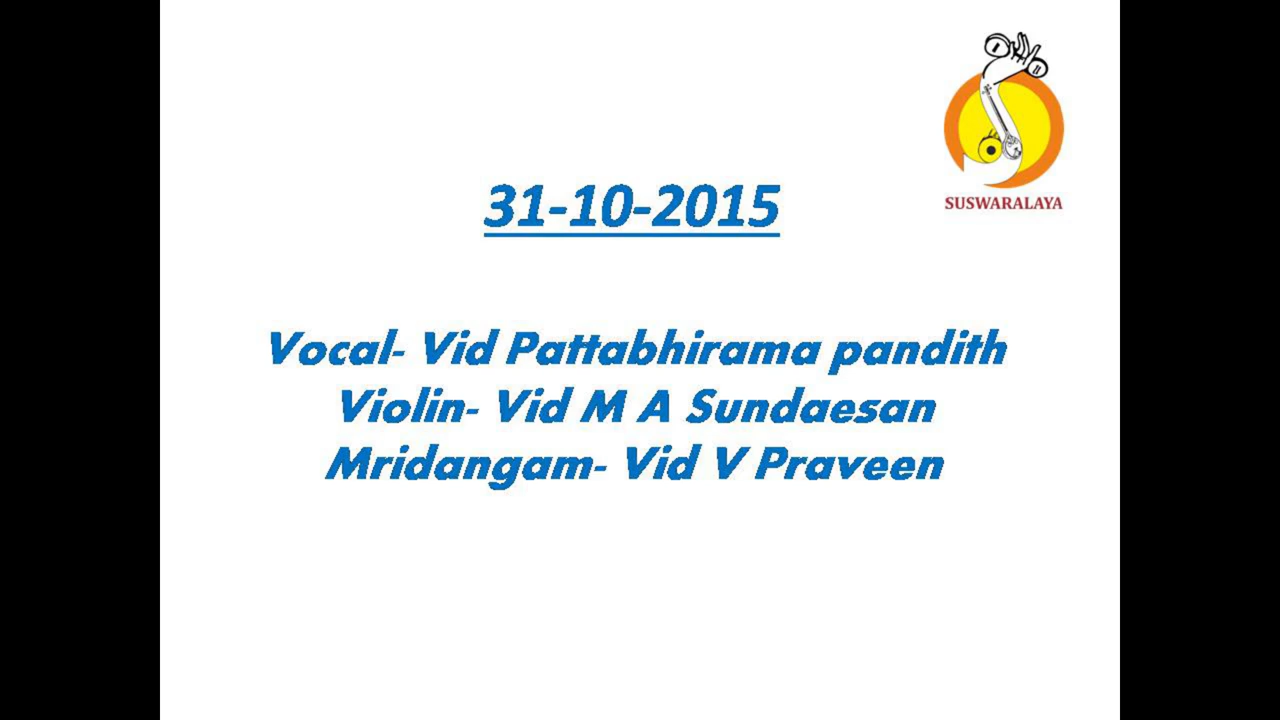 SUSWARALAYA
31-10-2015
Vocal- Vid Pattabhirama pandith
Violin- Vid M A Sundaesan
Mridangam- Vid V Praveen